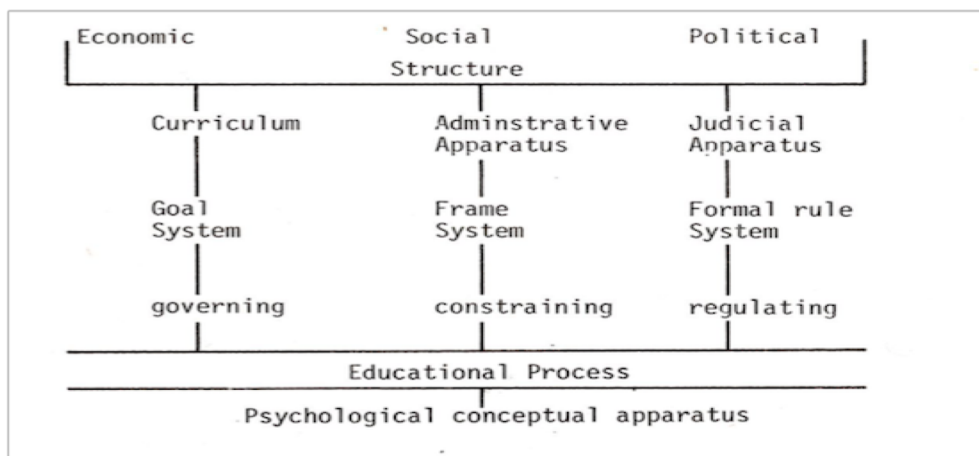 Economic Social Political
Structure
Curriculum Adminstrative Judicial
Apparatus Apparatus
Goal Frame Formal rule
System System System
governing constraining regulating
Educational Process
Psychological conceptual apparatus